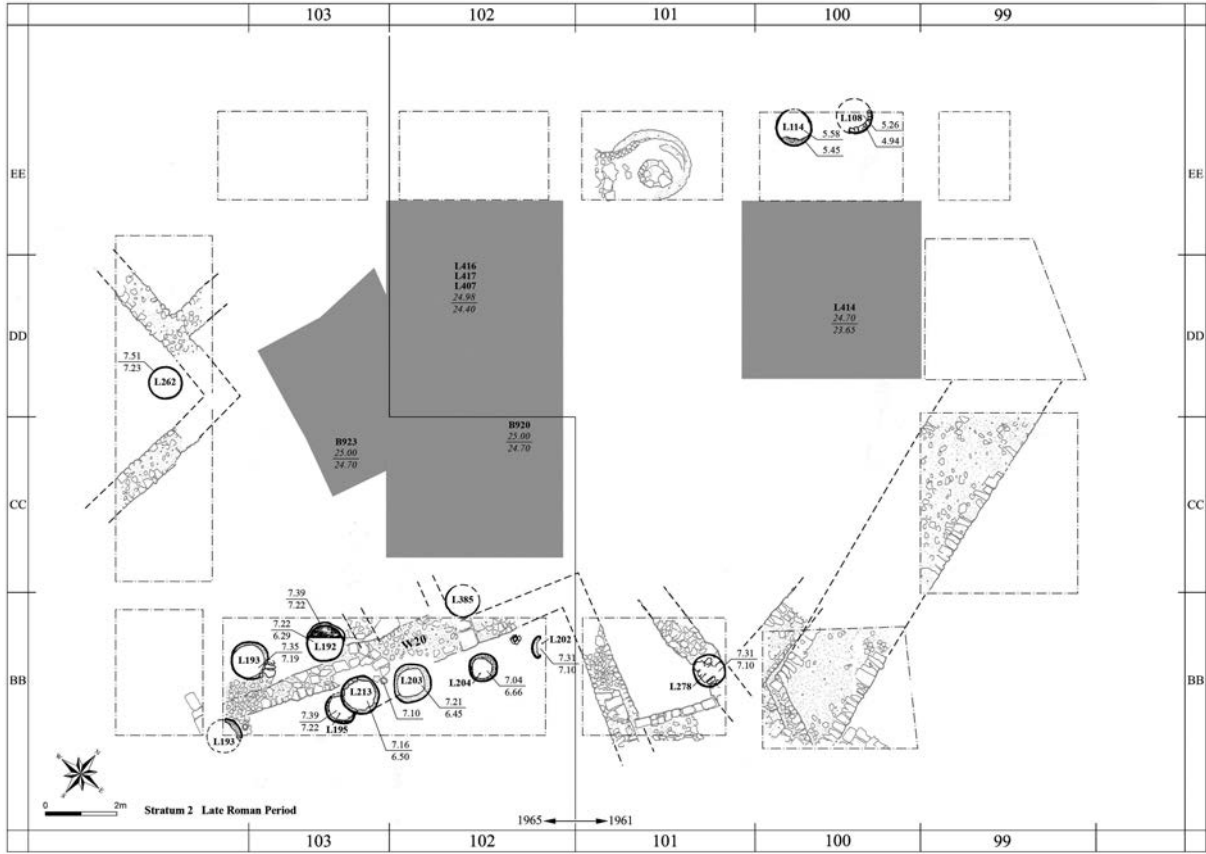 103 102 101 100 99
EE EE
L114
5.58
5.45
L108
5.26
4.94
DD DD
L416
L417
L407
24.98
24.40
L414
24.70
23.65
7.51
7.23
L262
B923
25.00
24.70
B920
25.00
24.70
CC CC
BB BB
7.39
7.22
L385
7.22
6.29
L192
W20
L202
7.31
7.10
7.35
7.19
L193
L213
L203
L204
7.04
6.66
L278
7.31
7.10
7.39
7.22
L195
7.10
7.21
6.45
L193
7.16
6.50
N
E
S
W
0 2m
Stratum 2 Late Roman Period
1965 1961
103 102 101 100 99